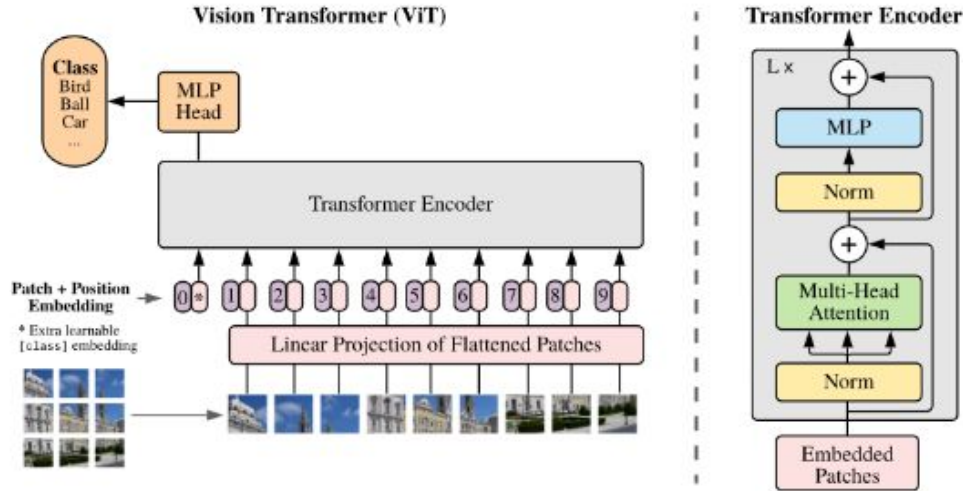 Vision Transformer (ViT)
Class
Bird
Ball
Car
...
MLP
Head
Transformer Encoder
Patch + Position
Embedding
* Extra learnable
[class] embedding
0 * 1 2 3 4 5 6 7 8 9
Linear Projection of Flattened Patches
Transformer Encoder
L ×
+
MLP
Norm
+
Multi-Head
Attention
Norm
Embedded
Patches